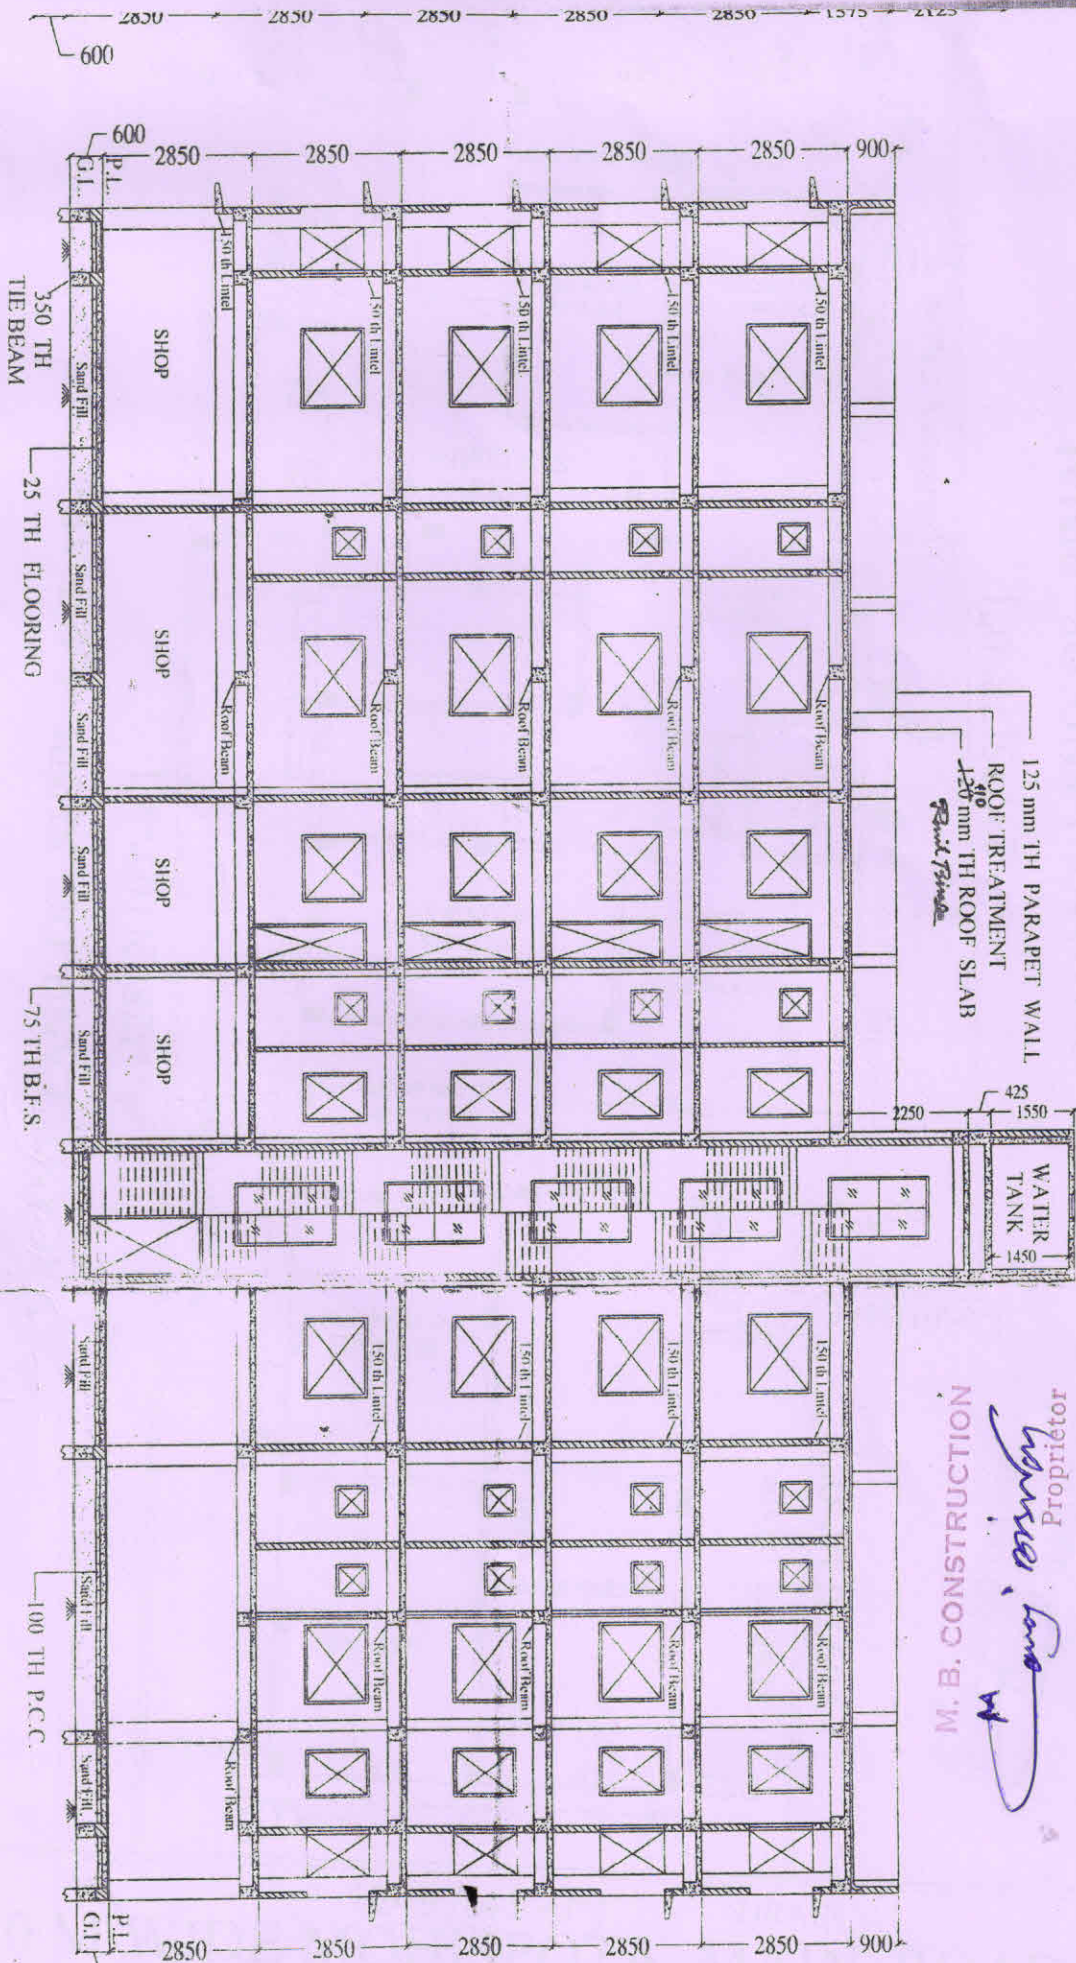 2850 2850 2850 2850 2850 1575 2125
600
600 2850 2850 2850 2850 2850 900
G.L. P.L.
150 th Lintel
150 th Lintel
150 th Lintel
150 th Lintel
150 th Lintel
350 TH
TIE BEAM
25 TH FLOORING
75 TH B.F.S.
100 TH P.C.C.
Sand Fill
Sand Fill
Sand Fill
Sand Fill
Sand Fill
Sand Fill
Sand Fill
Sand Fill
SHOP
SHOP
SHOP
SHOP
Roof Beam
Roof Beam
Roof Beam
Roof Beam
Roof Beam
125 mm TH PARAPET WALL
ROOF TREATMENT
110
120 mm TH ROOF SLAB
2250 425 1550
WATER
TANK
1450
150 th Lintel
150 th Lintel
150 th Lintel
150 th Lintel
Roof Beam
Roof Beam
Roof Beam
Roof Beam
Roof Beam
M. B. CONSTRUCTION
Proprietor
G.L. P.L.
2850 2850 2850 2850 2850 900